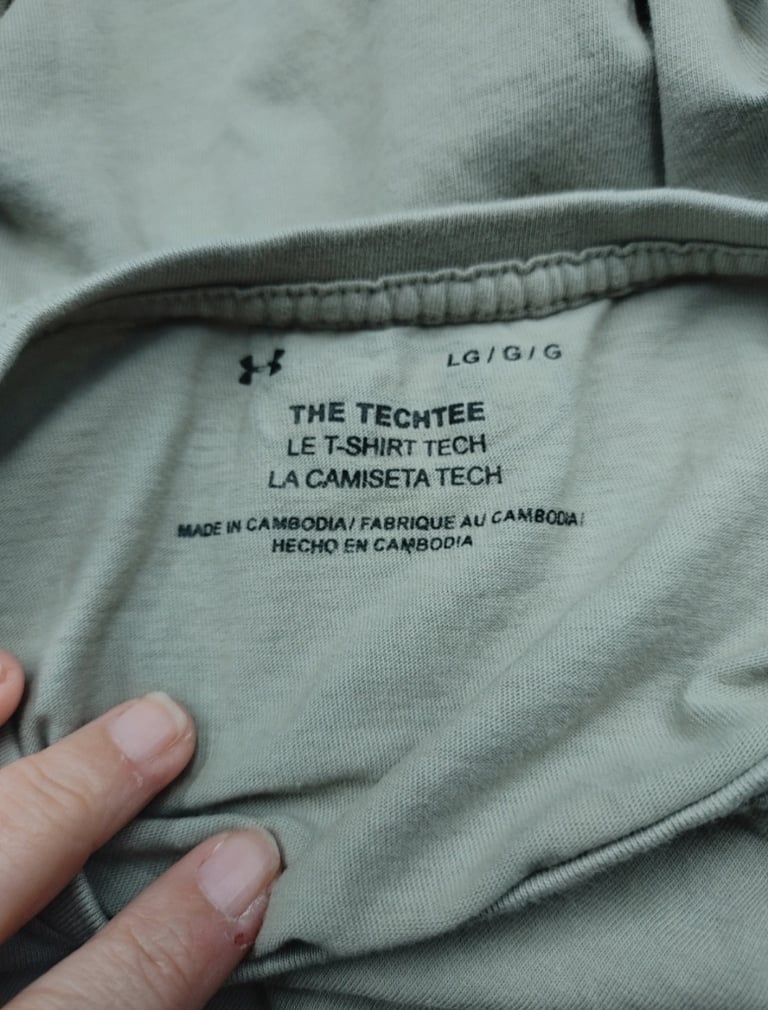 LG / G / G
THE TECHTEE
LE T-SHIRT TECH
LA CAMISETA TECH
MADE IN CAMBODIA / FABRIQUE AU CAMBODIA /
HECHO EN CAMBODIA